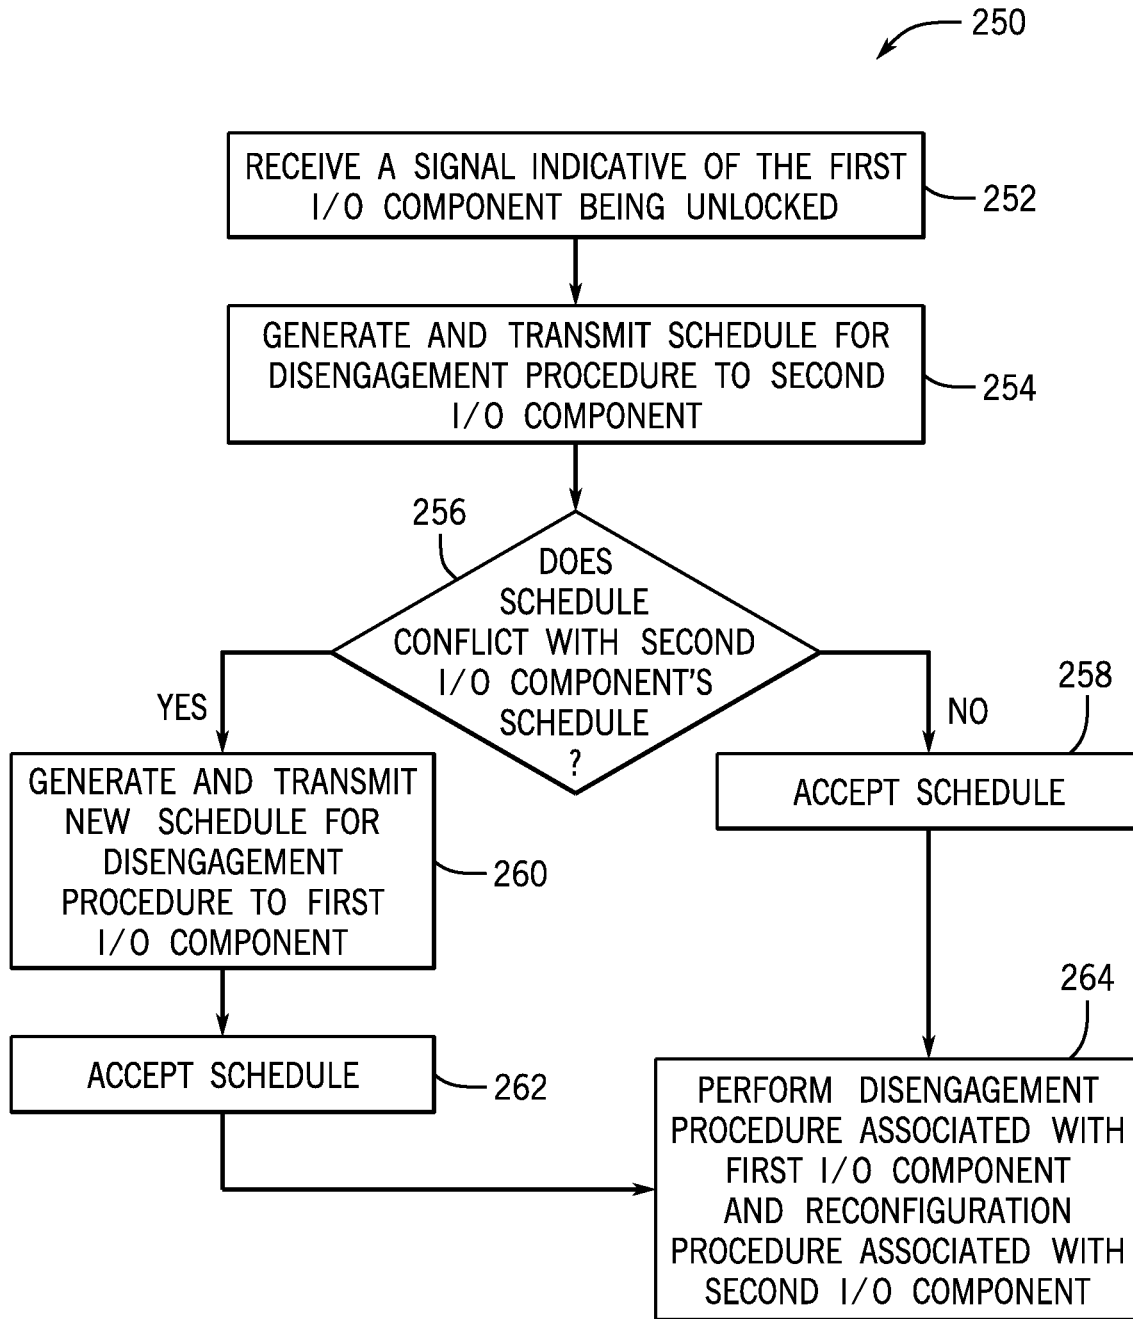 250
RECEIVE A SIGNAL INDICATIVE OF THE FIRST
I/O COMPONENT BEING UNLOCKED
252
GENERATE AND TRANSMIT SCHEDULE FOR
DISENGAGEMENT PROCEDURE TO SECOND
I/O COMPONENT
254
256
DOES
SCHEDULE
CONFLICT WITH SECOND
I/O COMPONENT'S
SCHEDULE
?
YES
NO
258
ACCEPT SCHEDULE
GENERATE AND TRANSMIT
NEW SCHEDULE FOR
DISENGAGEMENT
PROCEDURE TO FIRST
I/O COMPONENT
260
ACCEPT SCHEDULE
262
264
PERFORM DISENGAGEMENT
PROCEDURE ASSOCIATED WITH
FIRST I/O COMPONENT
AND RECONFIGURATION
PROCEDURE ASSOCIATED WITH
SECOND I/O COMPONENT